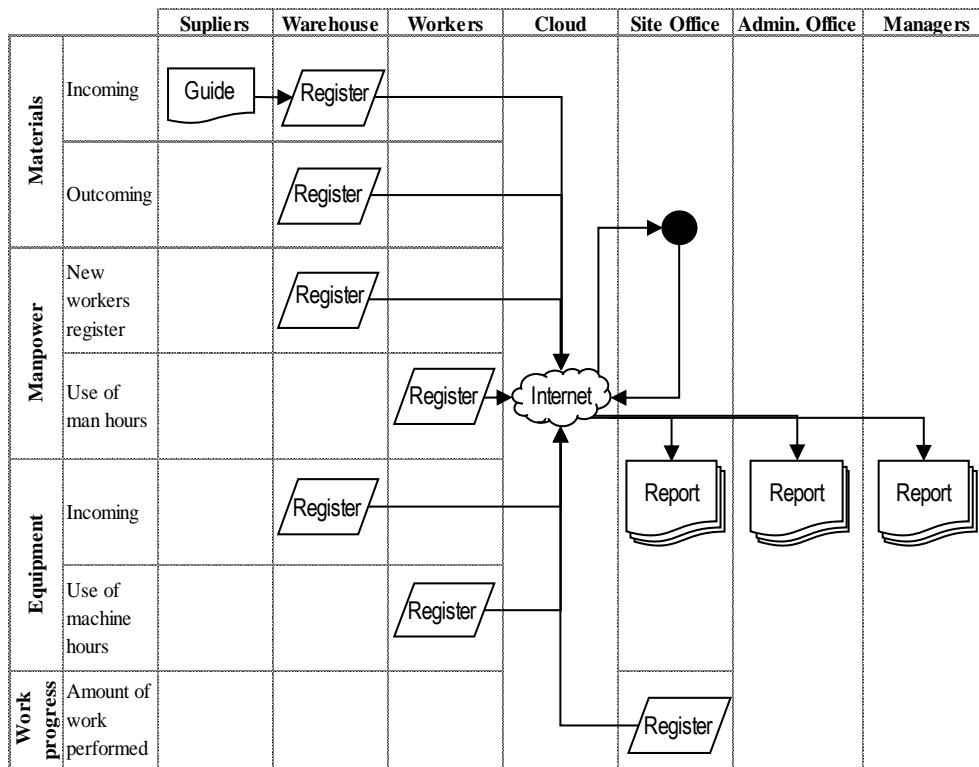 Supliers Warehouse Workers Cloud Site Office Admin. Office Managers
Materials
Incoming
Guide
Register
Outcoming
Register
Manpower
New
workers
register
Register
Use of
man hours
Register
Internet
Equipment
Incoming
Register
Report
Report
Report
Use of
machine
hours
Register
Work
progress
Amount of
work
performed
Register